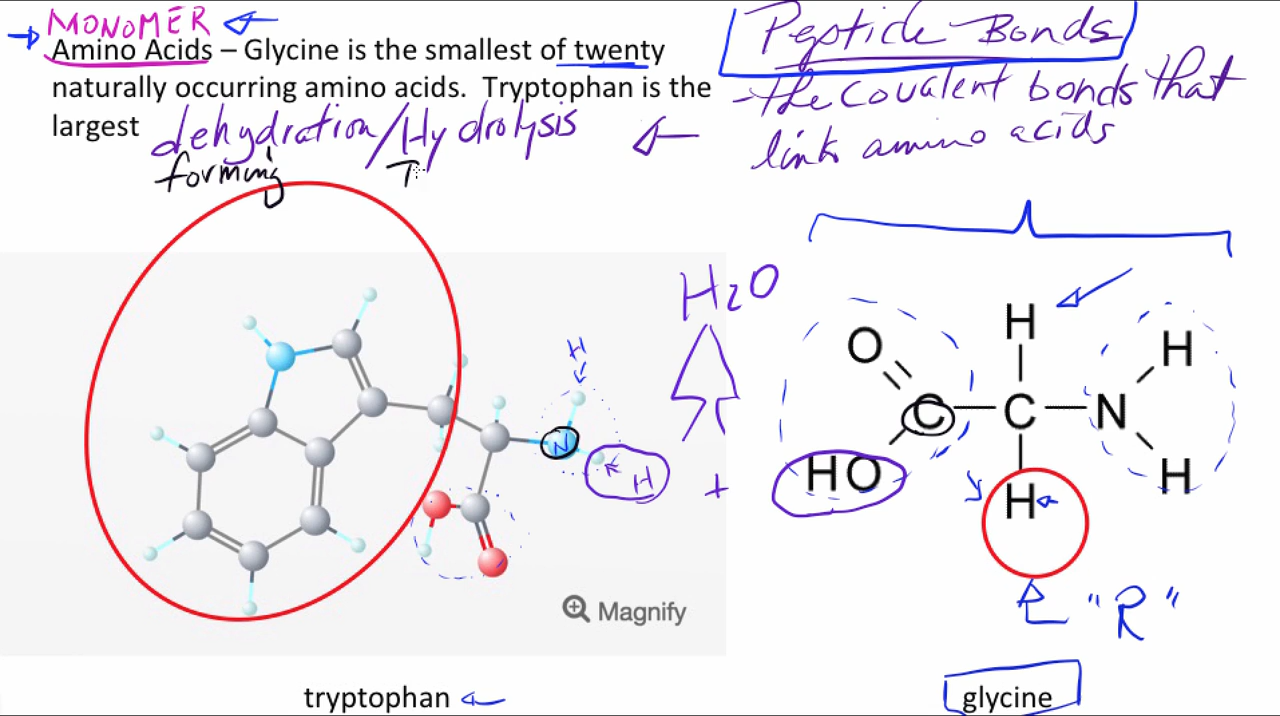 MONOMER
Amino Acids – Glycine is the smallest of twenty
naturally occurring amino acids. Tryptophan is the
largest
dehydration/Hydrolysis
forming T
Peptide Bonds
- the covalent bonds that
link amino acids
H
N
H
H2O
+
H
O
H
C C N
HO
H
H
"R"
Magnify
tryptophan
glycine